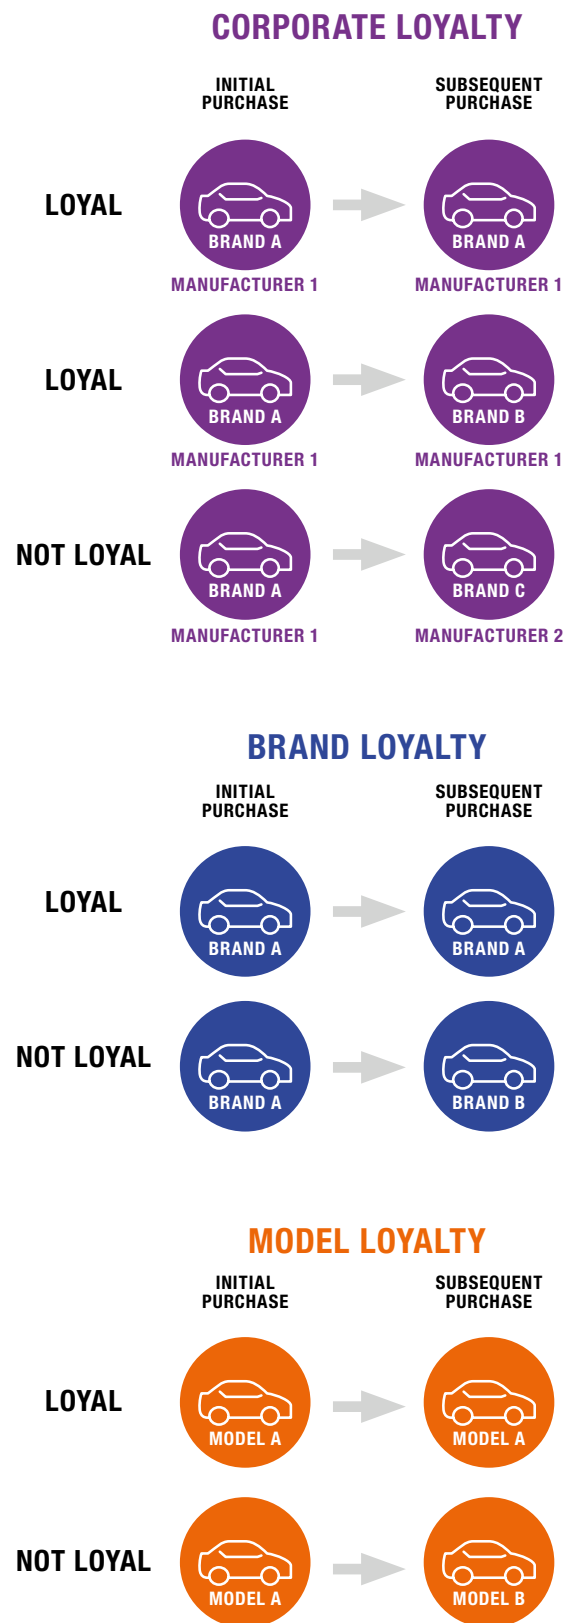 CORPORATE LOYALTY
INITIAL
PURCHASE
SUBSEQUENT
PURCHASE
LOYAL
BRAND A
BRAND A
MANUFACTURER 1
MANUFACTURER 1
LOYAL
BRAND A
BRAND B
MANUFACTURER 1
MANUFACTURER 1
NOT LOYAL
BRAND A
BRAND C
MANUFACTURER 1
MANUFACTURER 2
BRAND LOYALTY
INITIAL
PURCHASE
SUBSEQUENT
PURCHASE
LOYAL
BRAND A
BRAND A
NOT LOYAL
BRAND A
BRAND B
MODEL LOYALTY
INITIAL
PURCHASE
SUBSEQUENT
PURCHASE
LOYAL
MODEL A
MODEL A
NOT LOYAL
MODEL A
MODEL B